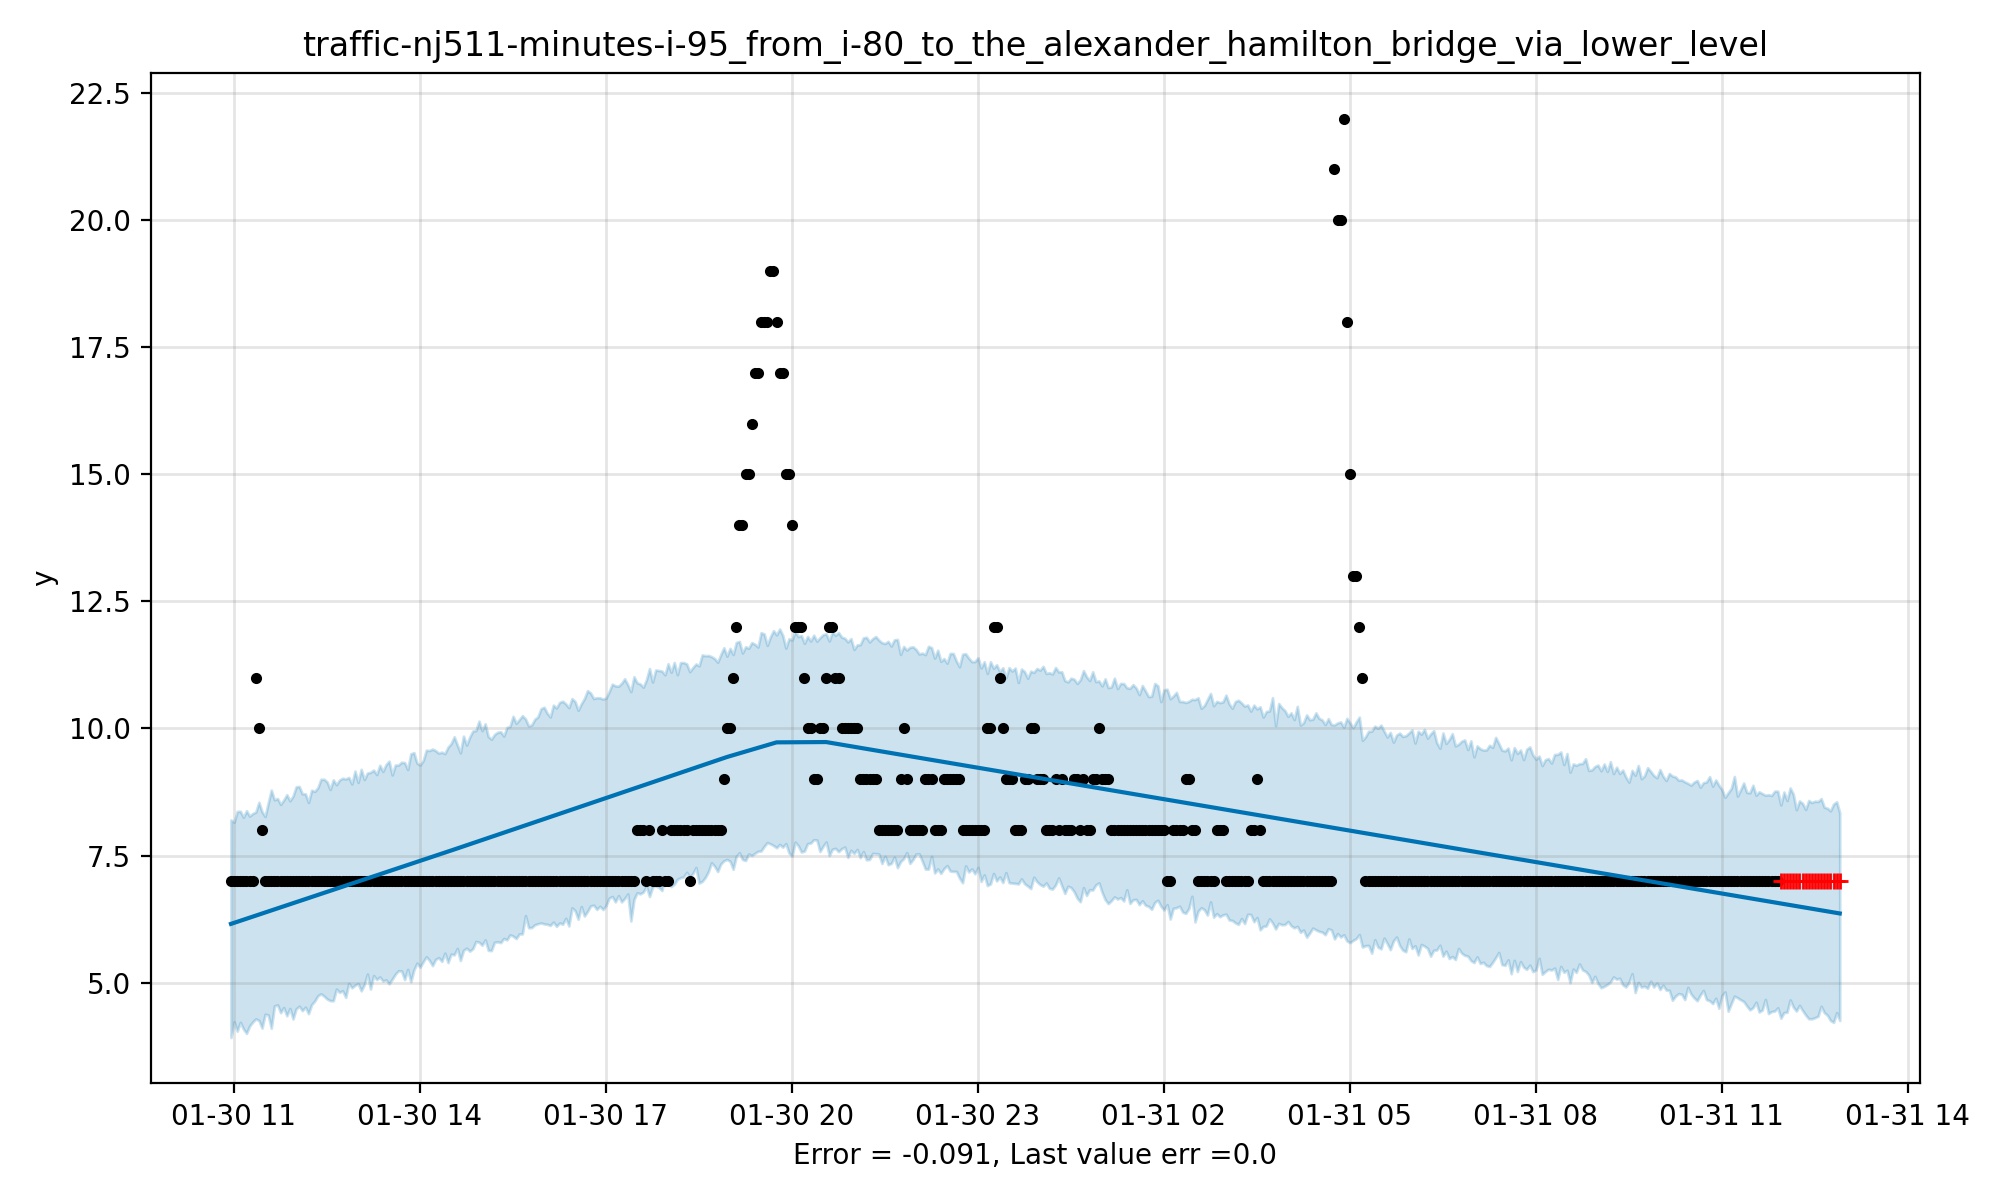 traffic-nj511-minutes-i-95_from_i-80_to_the_alexander_hamilton_bridge_via_lower_level
22.5
20.0
17.5
15.0
12.5
10.0
7.5
5.0
y
01-30 11 01-30 14 01-30 17 01-30 20 01-30 23 01-31 02 01-31 05 01-31 08 01-31 11 01-31 14
Error = -0.091, Last value err =0.0